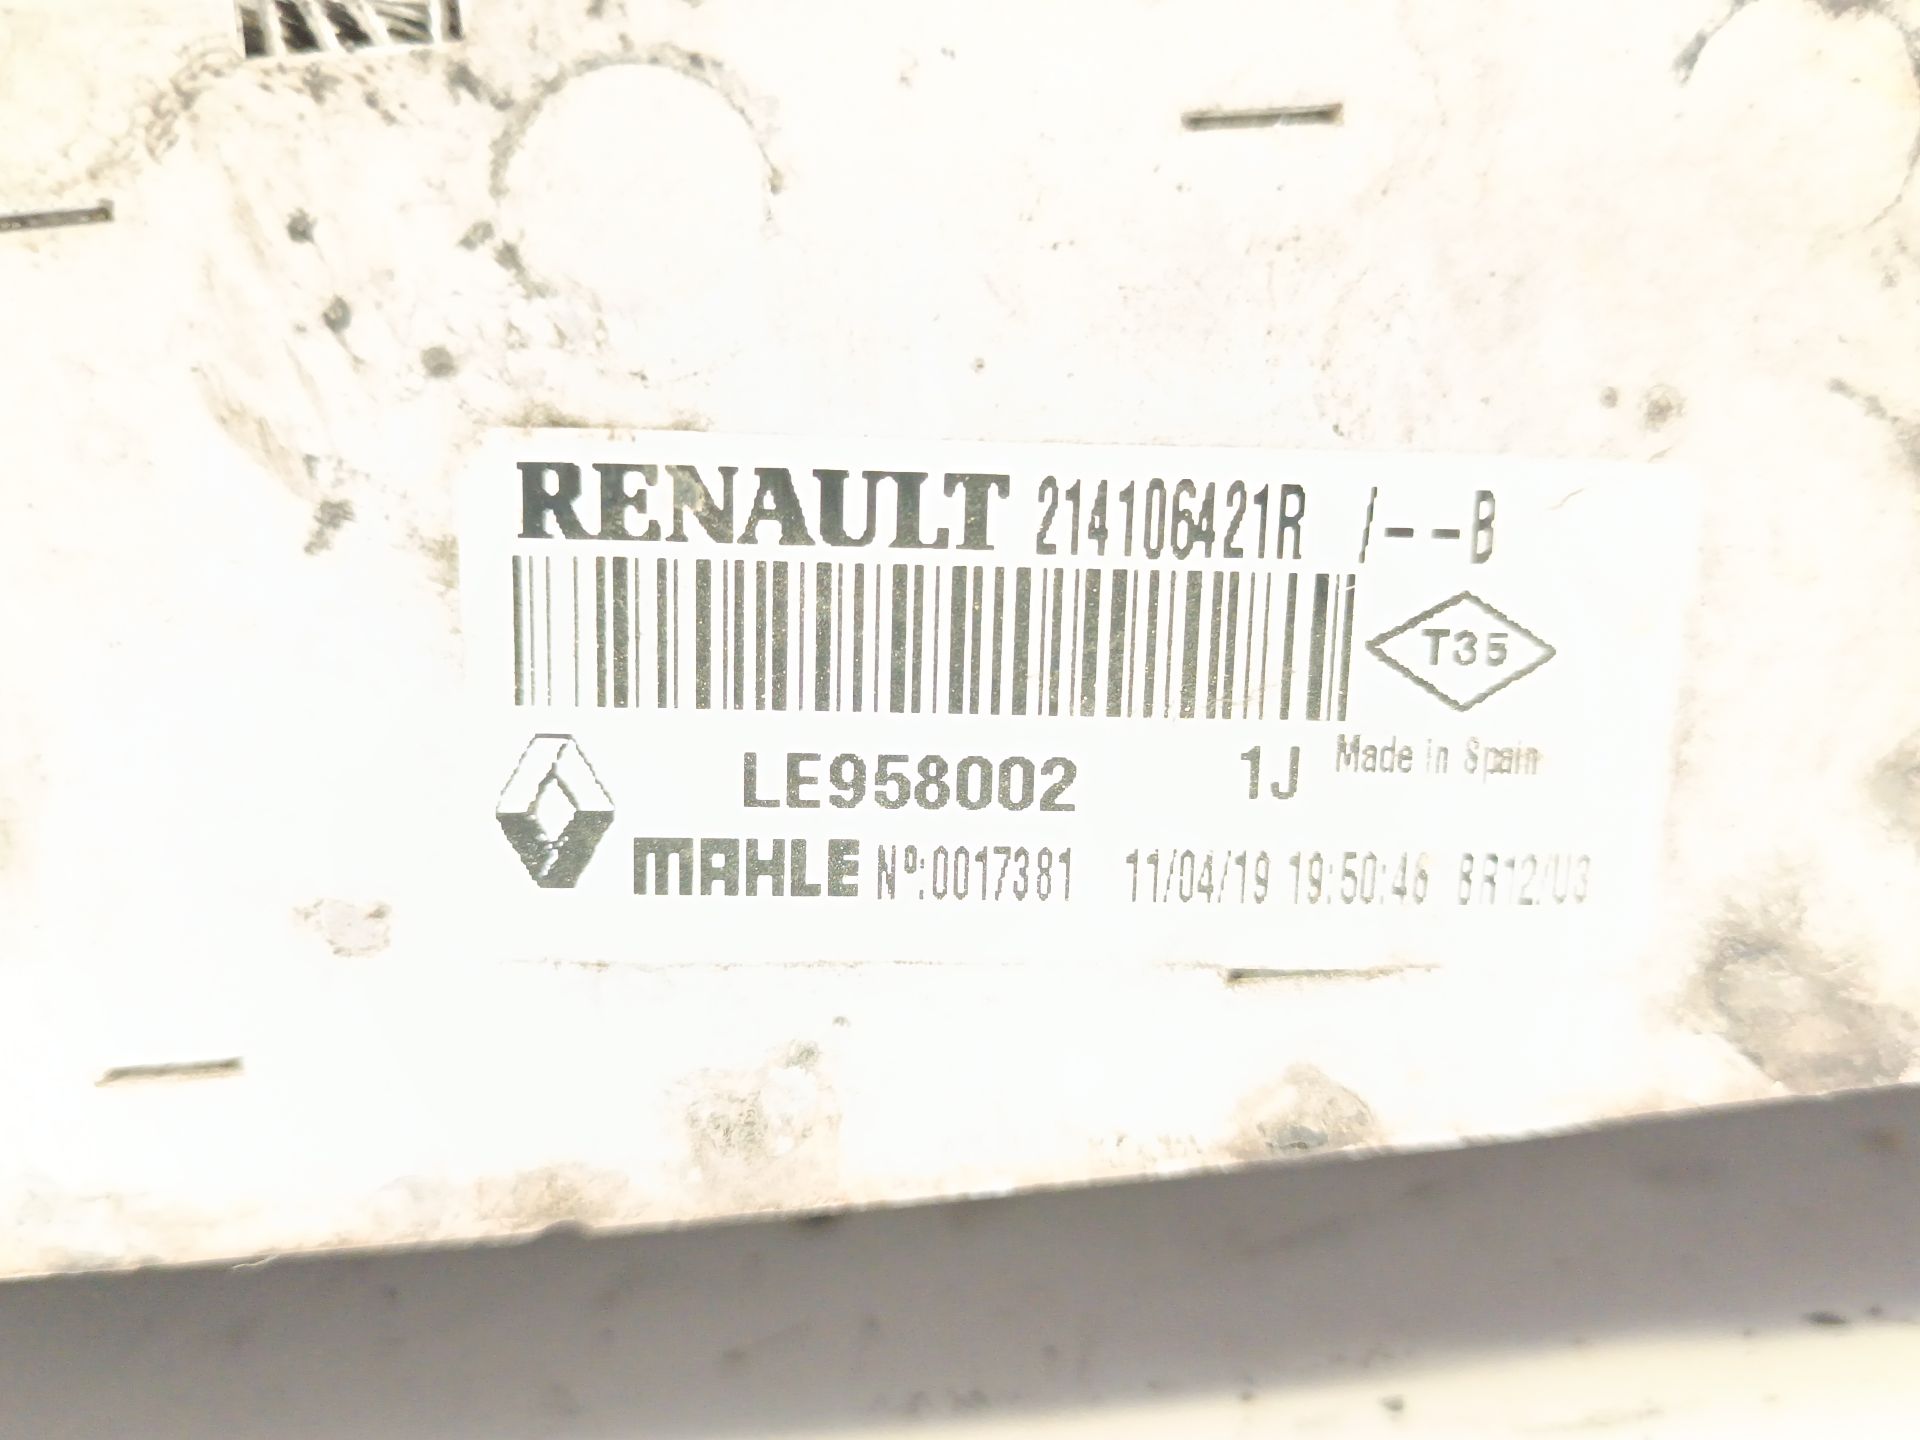 RENAULT 214106421R /--B
T35
LE958002 1J Made in Spain
MAHLE Nº:0017381 11/04/19 19:50:46 BR12/U3